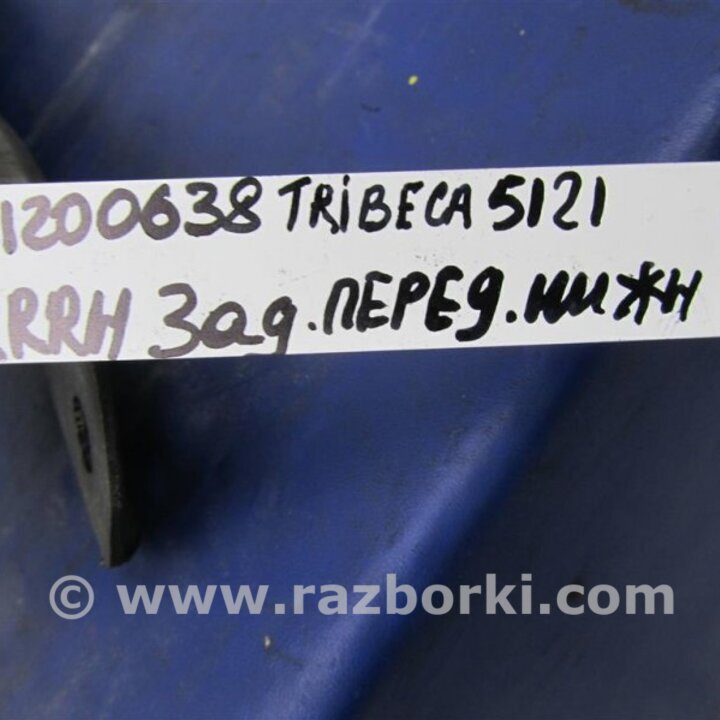 1200638 TRIBECA 5121
RRH Зад. ПЕРЕД. НИЖН
© www.razborki.com